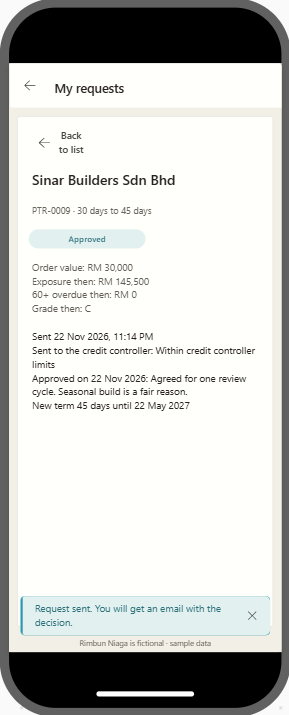 My requests
Back
to list
Sinar Builders Sdn Bhd
PTR-0009 · 30 days to 45 days
Approved
Order value: RM 30,000
Exposure then: RM 145,500
60+ overdue then: RM 0
Grade then: C
Sent 22 Nov 2026, 11:14 PM
Sent to the credit controller: Within credit controller
limits
Approved on 22 Nov 2026: Agreed for one review
cycle. Seasonal build is a fair reason.
New term 45 days until 22 May 2027
Request sent. You will get an email with the
decision.
Rimbun Niaga is fictional · sample data